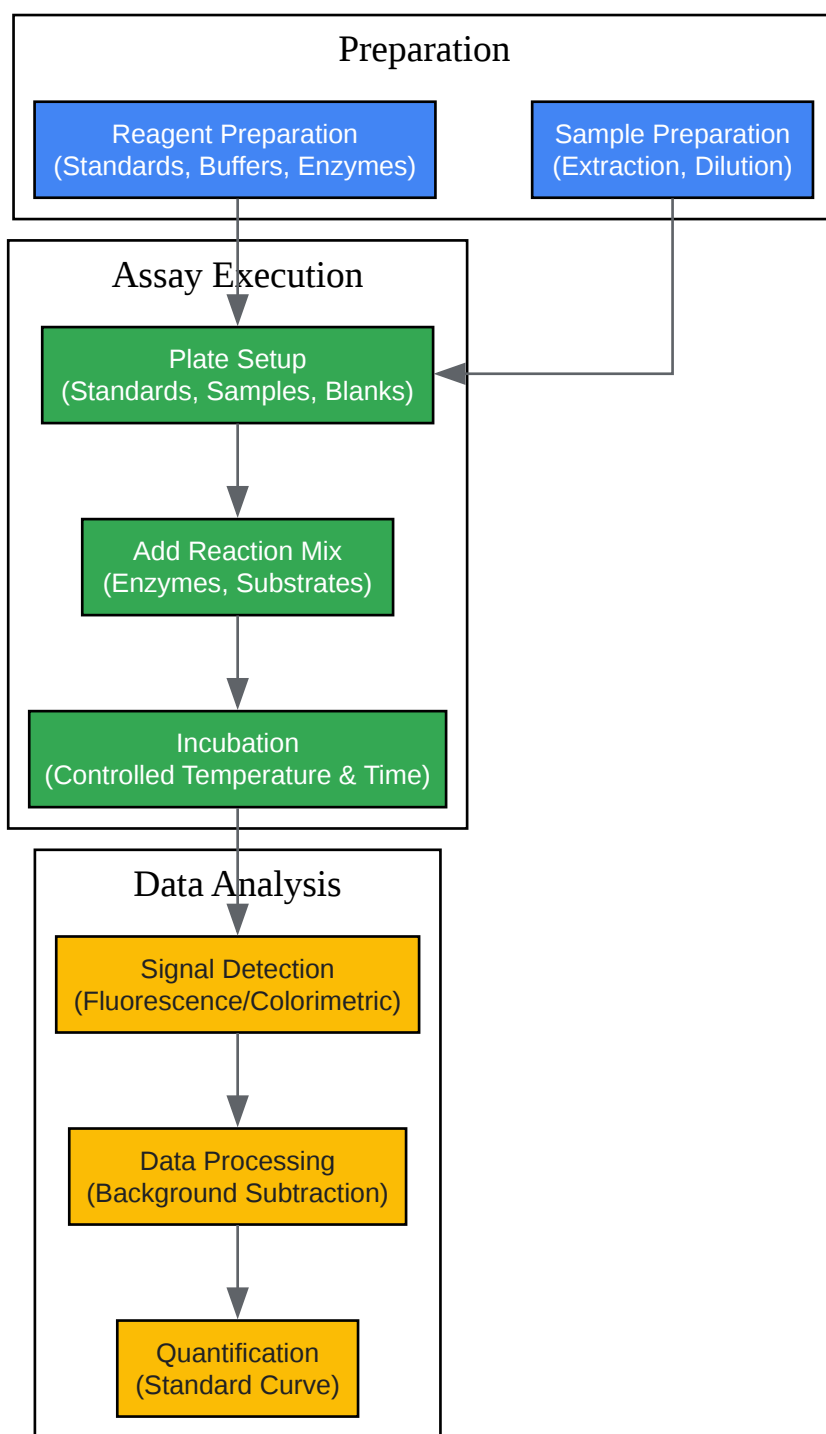 Preparation
Reagent Preparation
(Standards, Buffers, Enzymes)
Sample Preparation
(Extraction, Dilution)
Assay Execution
Plate Setup
(Standards, Samples, Blanks)
Add Reaction Mix
(Enzymes, Substrates)
Incubation
(Controlled Temperature & Time)
Data Analysis
Signal Detection
(Fluorescence/Colorimetric)
Data Processing
(Background Subtraction)
Quantification
(Standard Curve)